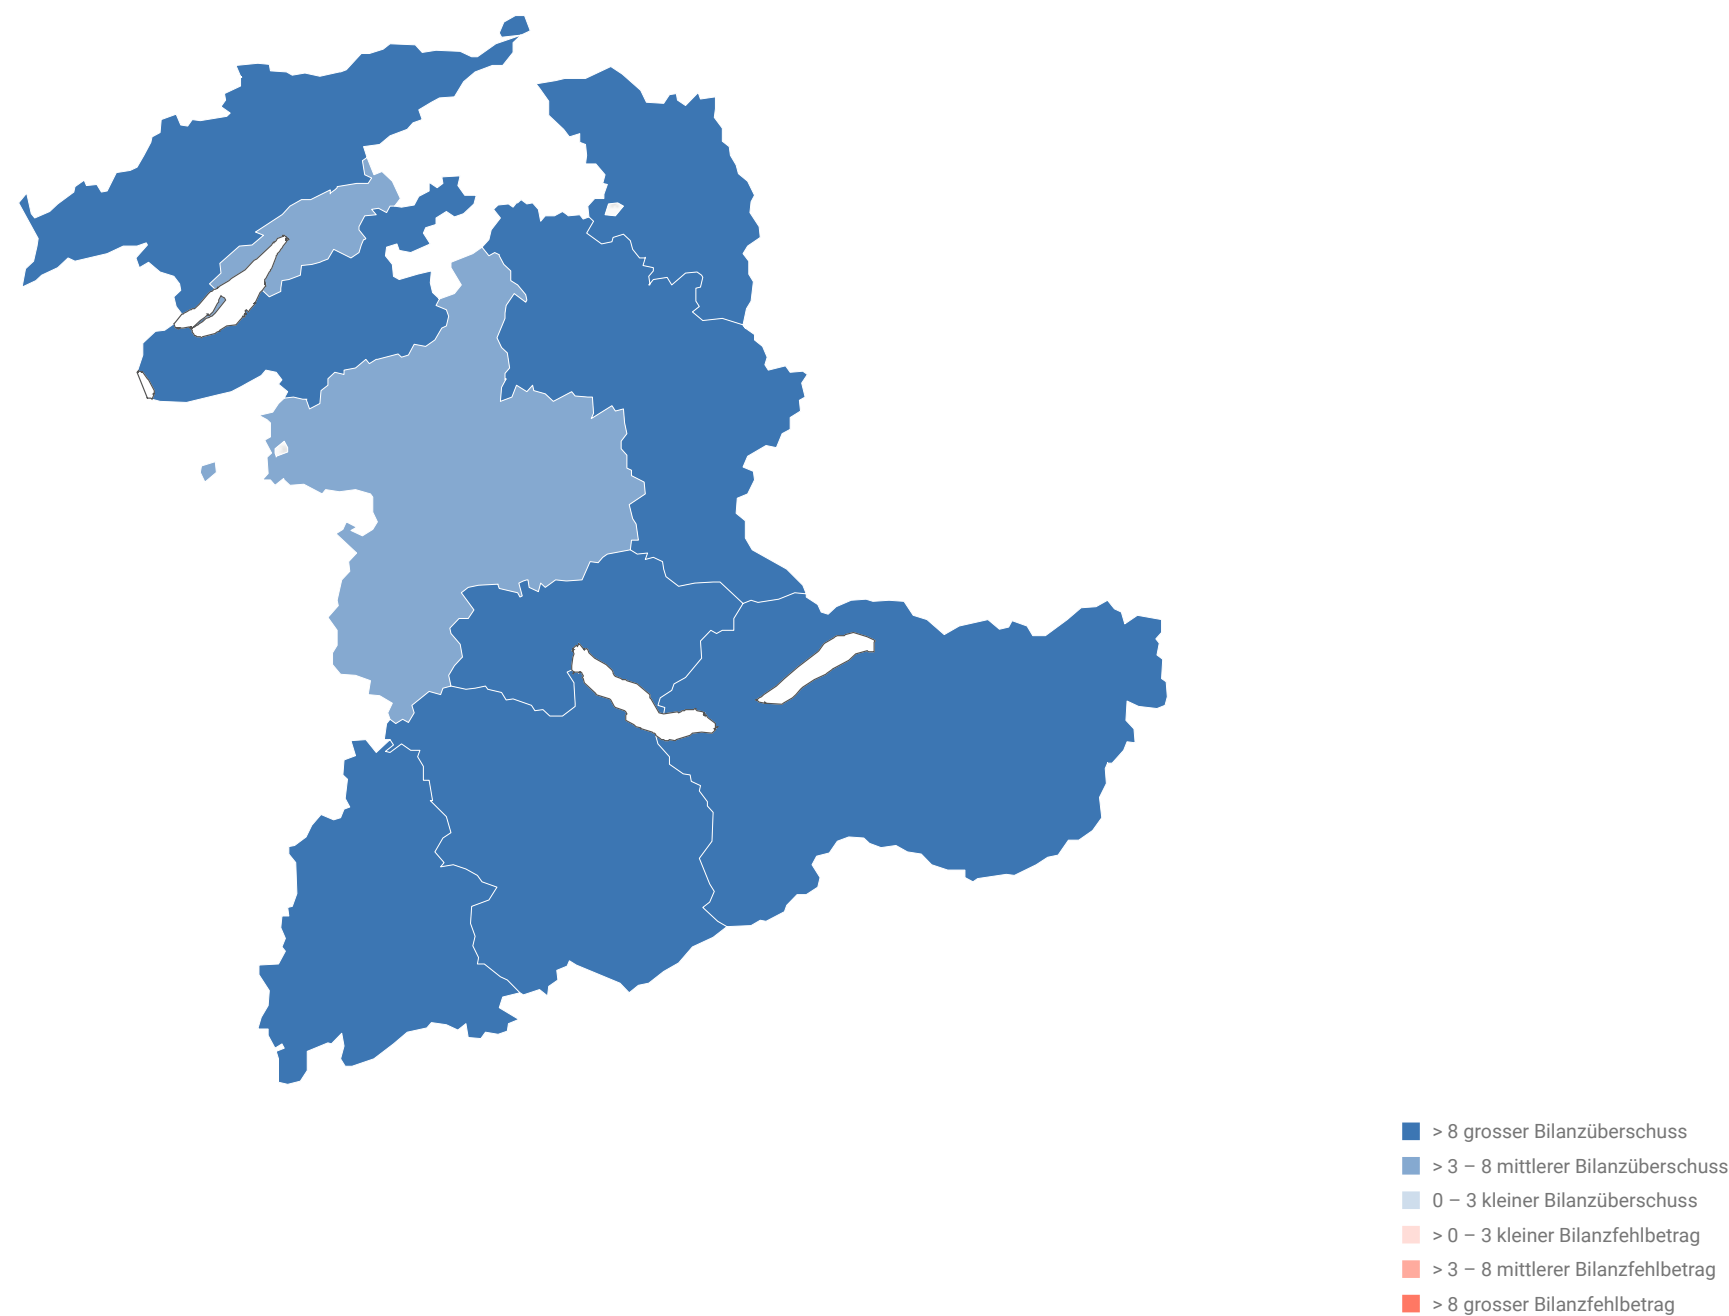 > 8 grosser Bilanzüberschuss
> 3 – 8 mittlerer Bilanzüberschuss
0 – 3 kleiner Bilanzüberschuss
> 0 – 3 kleiner Bilanzfehlbetrag
> 3 – 8 mittlerer Bilanzfehlbetrag
> 8 grosser Bilanzfehlbetrag